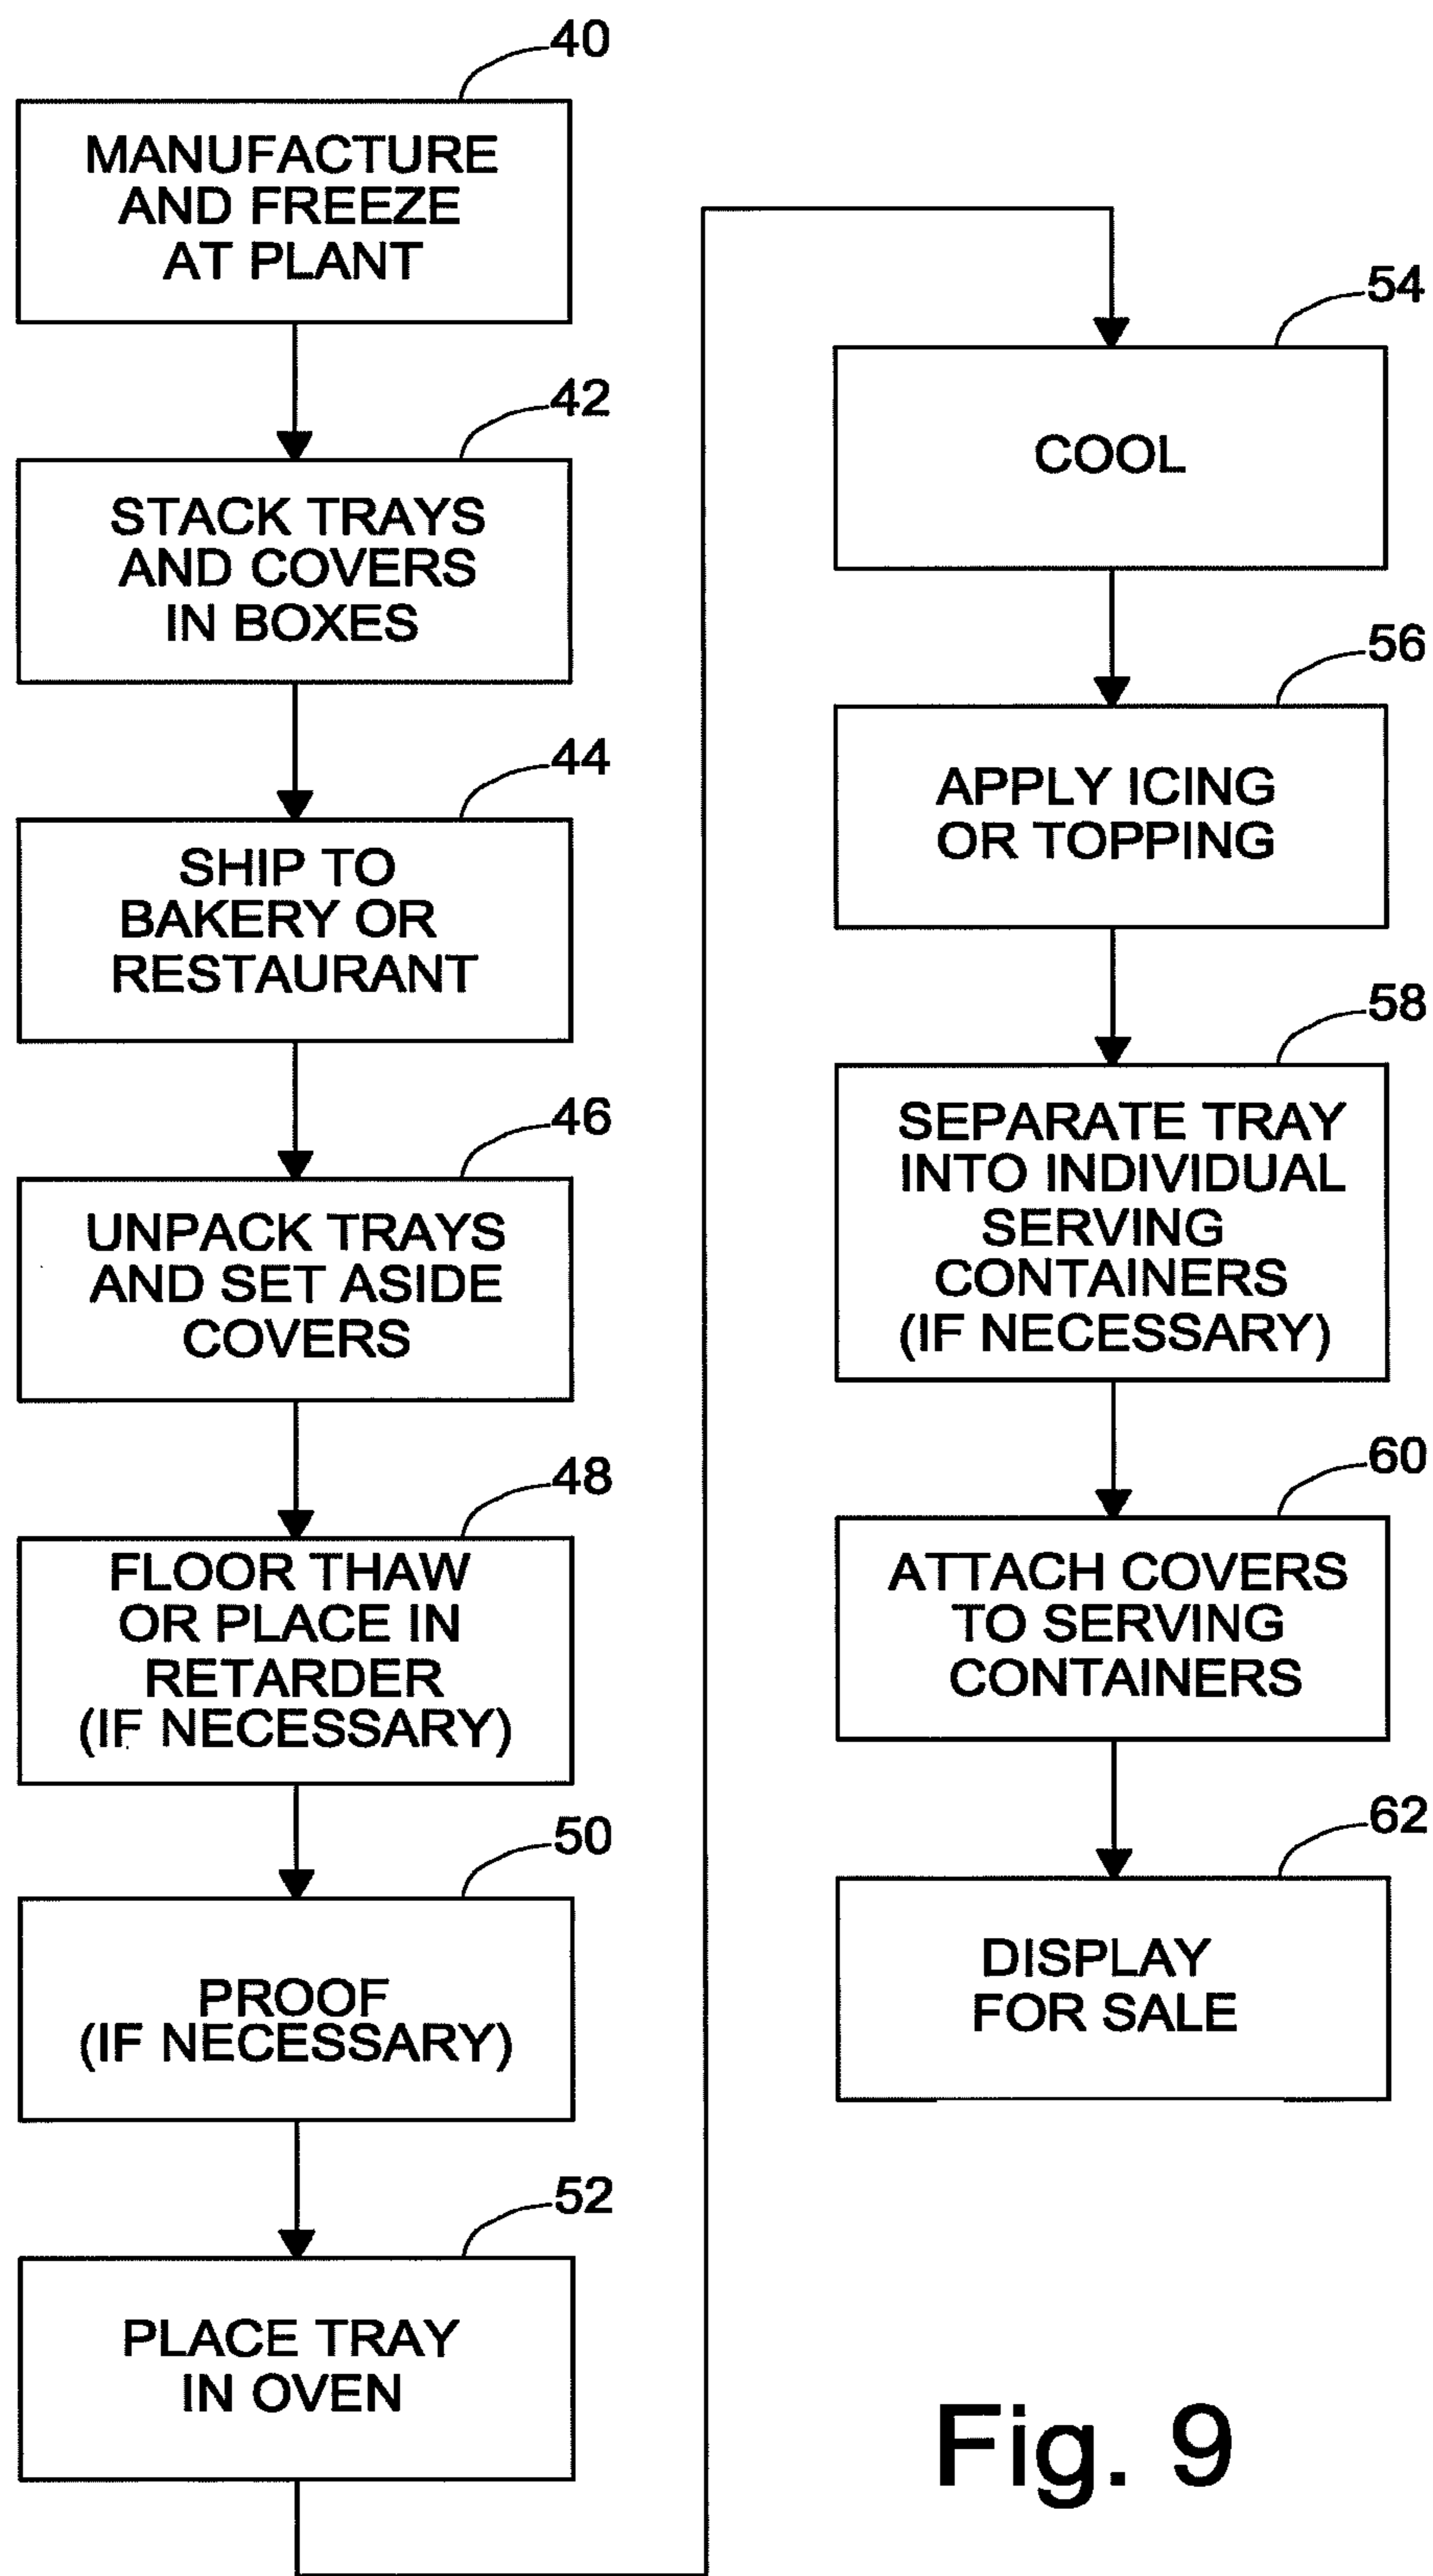 40
MANUFACTURE
AND FREEZE
AT PLANT
42
STACK TRAYS
AND COVERS
IN BOXES
44
SHIP TO
BAKERY OR
RESTAURANT
46
UNPACK TRAYS
AND SET ASIDE
COVERS
48
FLOOR THAW
OR PLACE IN
RETARDER
(IF NECESSARY)
50
PROOF
(IF NECESSARY)
52
PLACE TRAY
IN OVEN
54
COOL
56
APPLY ICING
OR TOPPING
58
SEPARATE TRAY
INTO INDIVIDUAL
SERVING
CONTAINERS
(IF NECESSARY)
60
ATTACH COVERS
TO SERVING
CONTAINERS
62
DISPLAY
FOR SALE
Fig. 9